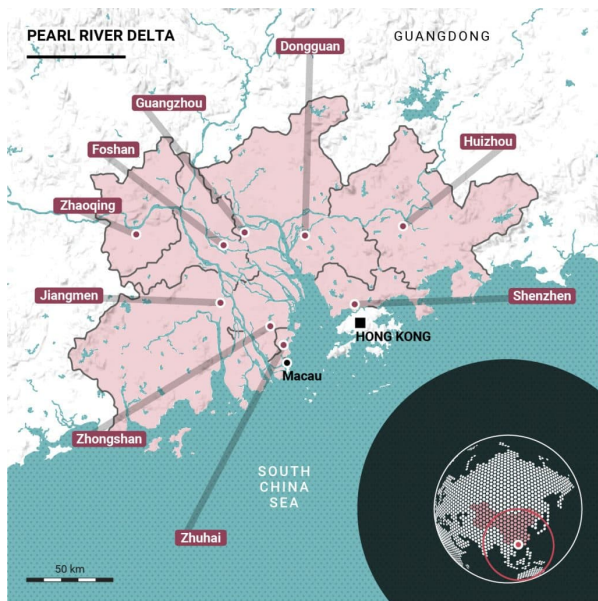 PEARL RIVER DELTA
GUANGDONG
Dongguan
Guangzhou
Foshan
Huizhou
Zhaoqing
Jiangmen
Shenzhen
HONG KONG
Macau
Zhongshan
SOUTH
CHINA
SEA
Zhuhai
50 km